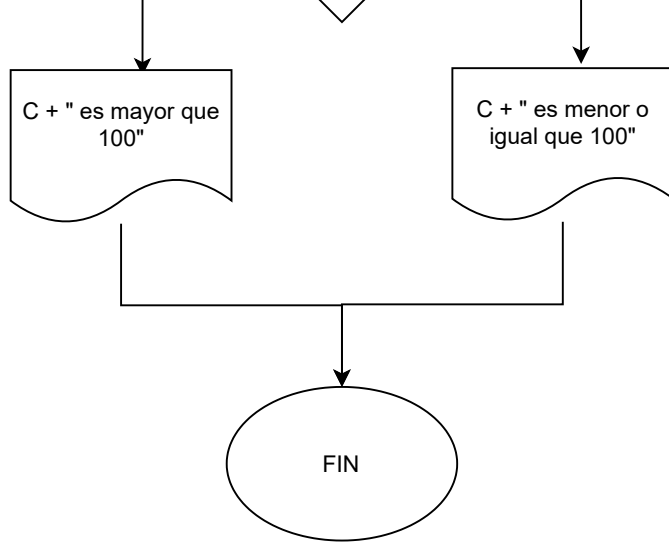 C + " es mayor que
100"
C + " es menor o
igual que 100"
FIN